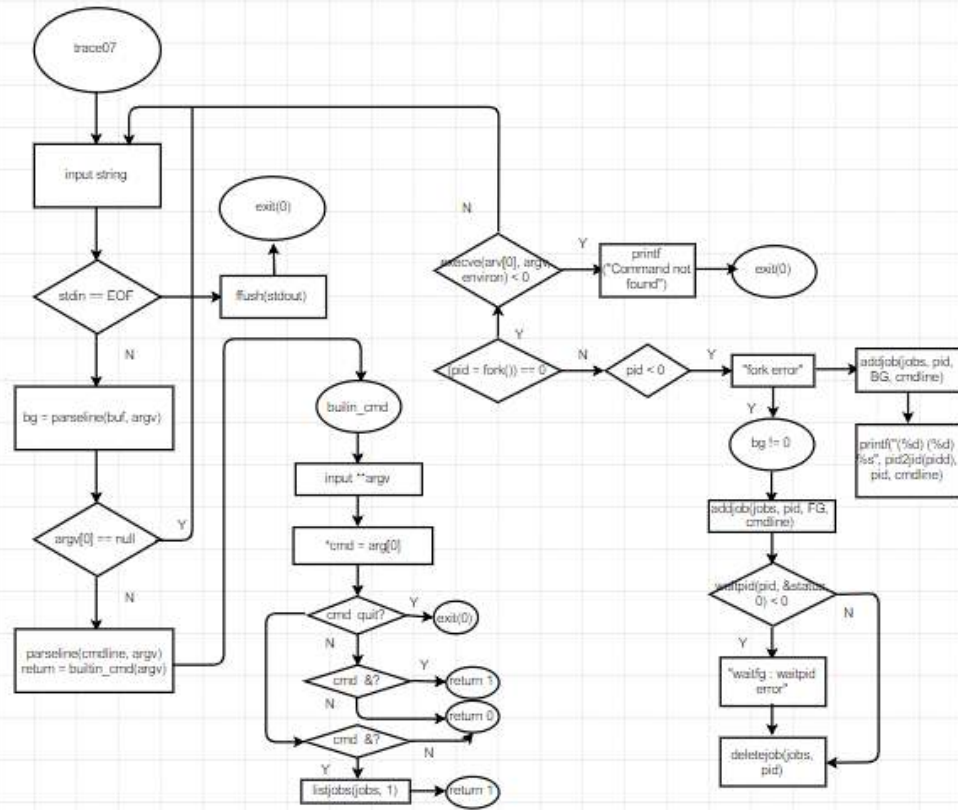 trace07
input string
exit(0)
N
stdin == EOF
fflush(stdout)
N
execve(arv[0], argv,
environ) < 0
Y
printf
("Command not
found")
exit(0)
Y
(pid = fork()) == 0
N
pid < 0
Y
"fork error"
addjob(jobs, pid,
BG, cmdline)
bg = parseline(buf, argv)
builin_cmd
Y
bg != 0
printf("(%d) (%d)
%s", pid2jid(pidd),
pid, cmdline)
input **argv
argv[0] == null
Y
*cmd = arg[0]
addjob(jobs, pid, FG,
cmdline)
N
cmd quit?
Y
exit(0)
waitpid(pid, &status,
0) < 0
N
parseline(cmdline, argv)
return = builtin_cmd(argv)
N
cmd &?
Y
return 1
Y
"waitfg : waitpid
error"
N
return 0
cmd &?
N
deletejob(jobs,
pid)
Y
listjobs(jobs, 1)
return 1